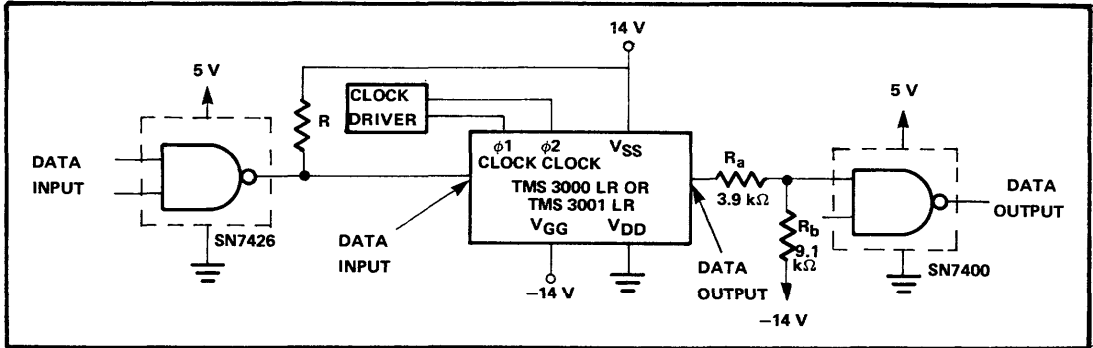 14 V
5 V
5 V
CLOCK
DRIVER
R
ϕ1 ϕ2 VSS
CLOCK CLOCK
DATA
INPUT
Ra
3.9 kΩ
DATA
OUTPUT
TMS 3000 LR OR
TMS 3001 LR
VGG VDD
Rb
9.1
kΩ
SN7426
DATA
INPUT
DATA
OUTPUT
SN7400
−14 V
−14 V